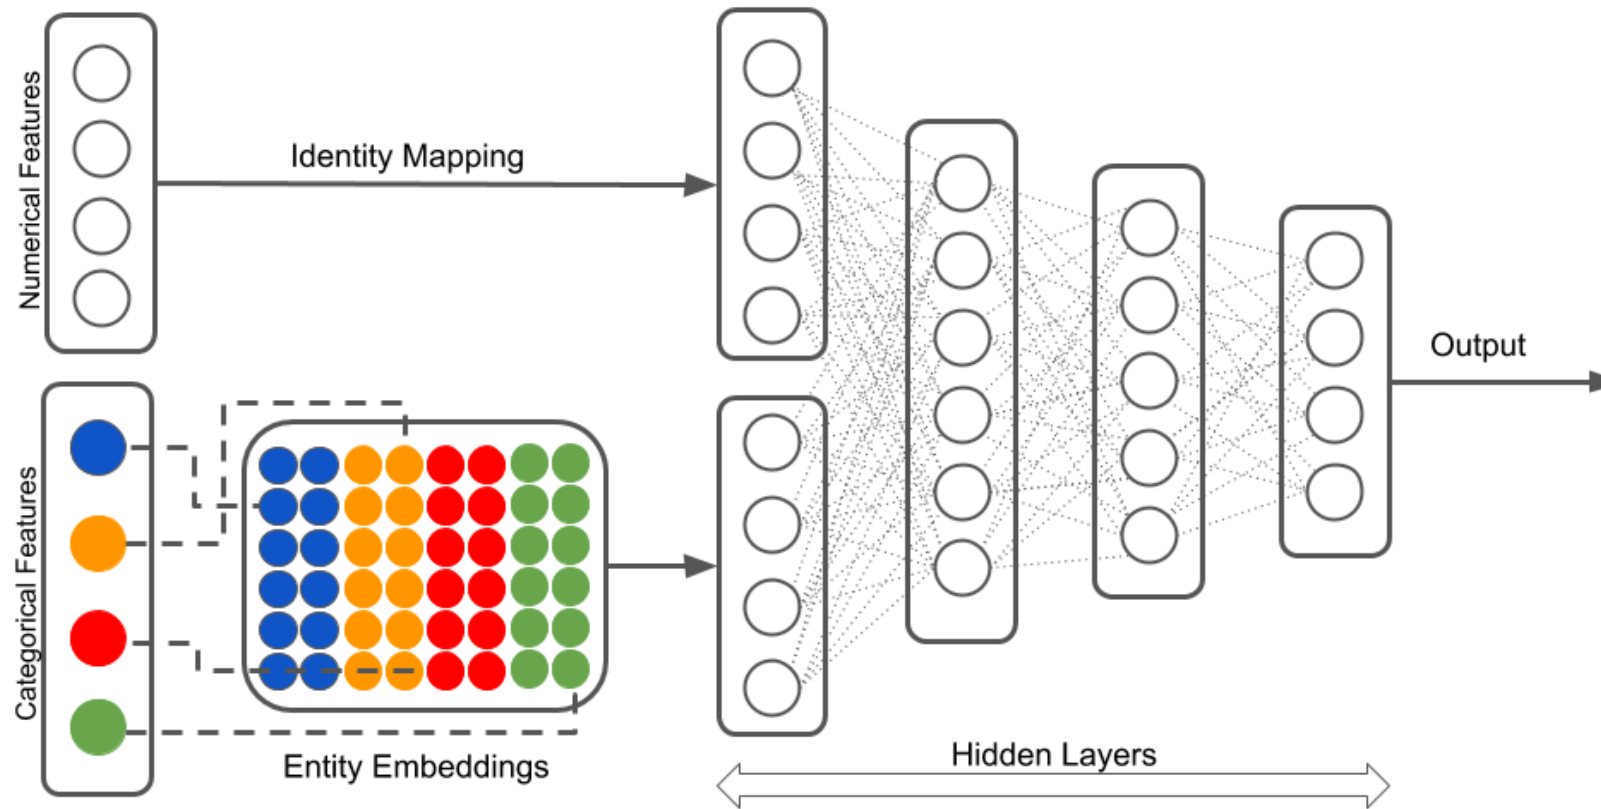 Numerical Features
Identity Mapping
Output
Categorical Features
Entity Embeddings
Hidden Layers